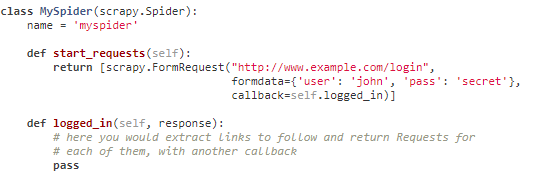 class MySpider(scrapy.Spider):
    name = 'myspider'

    def start_requests(self):
        return [scrapy.FormRequest("http://www.example.com/login",
                                   formdata={'user': 'john', 'pass': 'secret'},
                                   callback=self.logged_in)]

    def logged_in(self, response):
        # here you would extract links to follow and return Requests for
        # each of them, with another callback
        pass